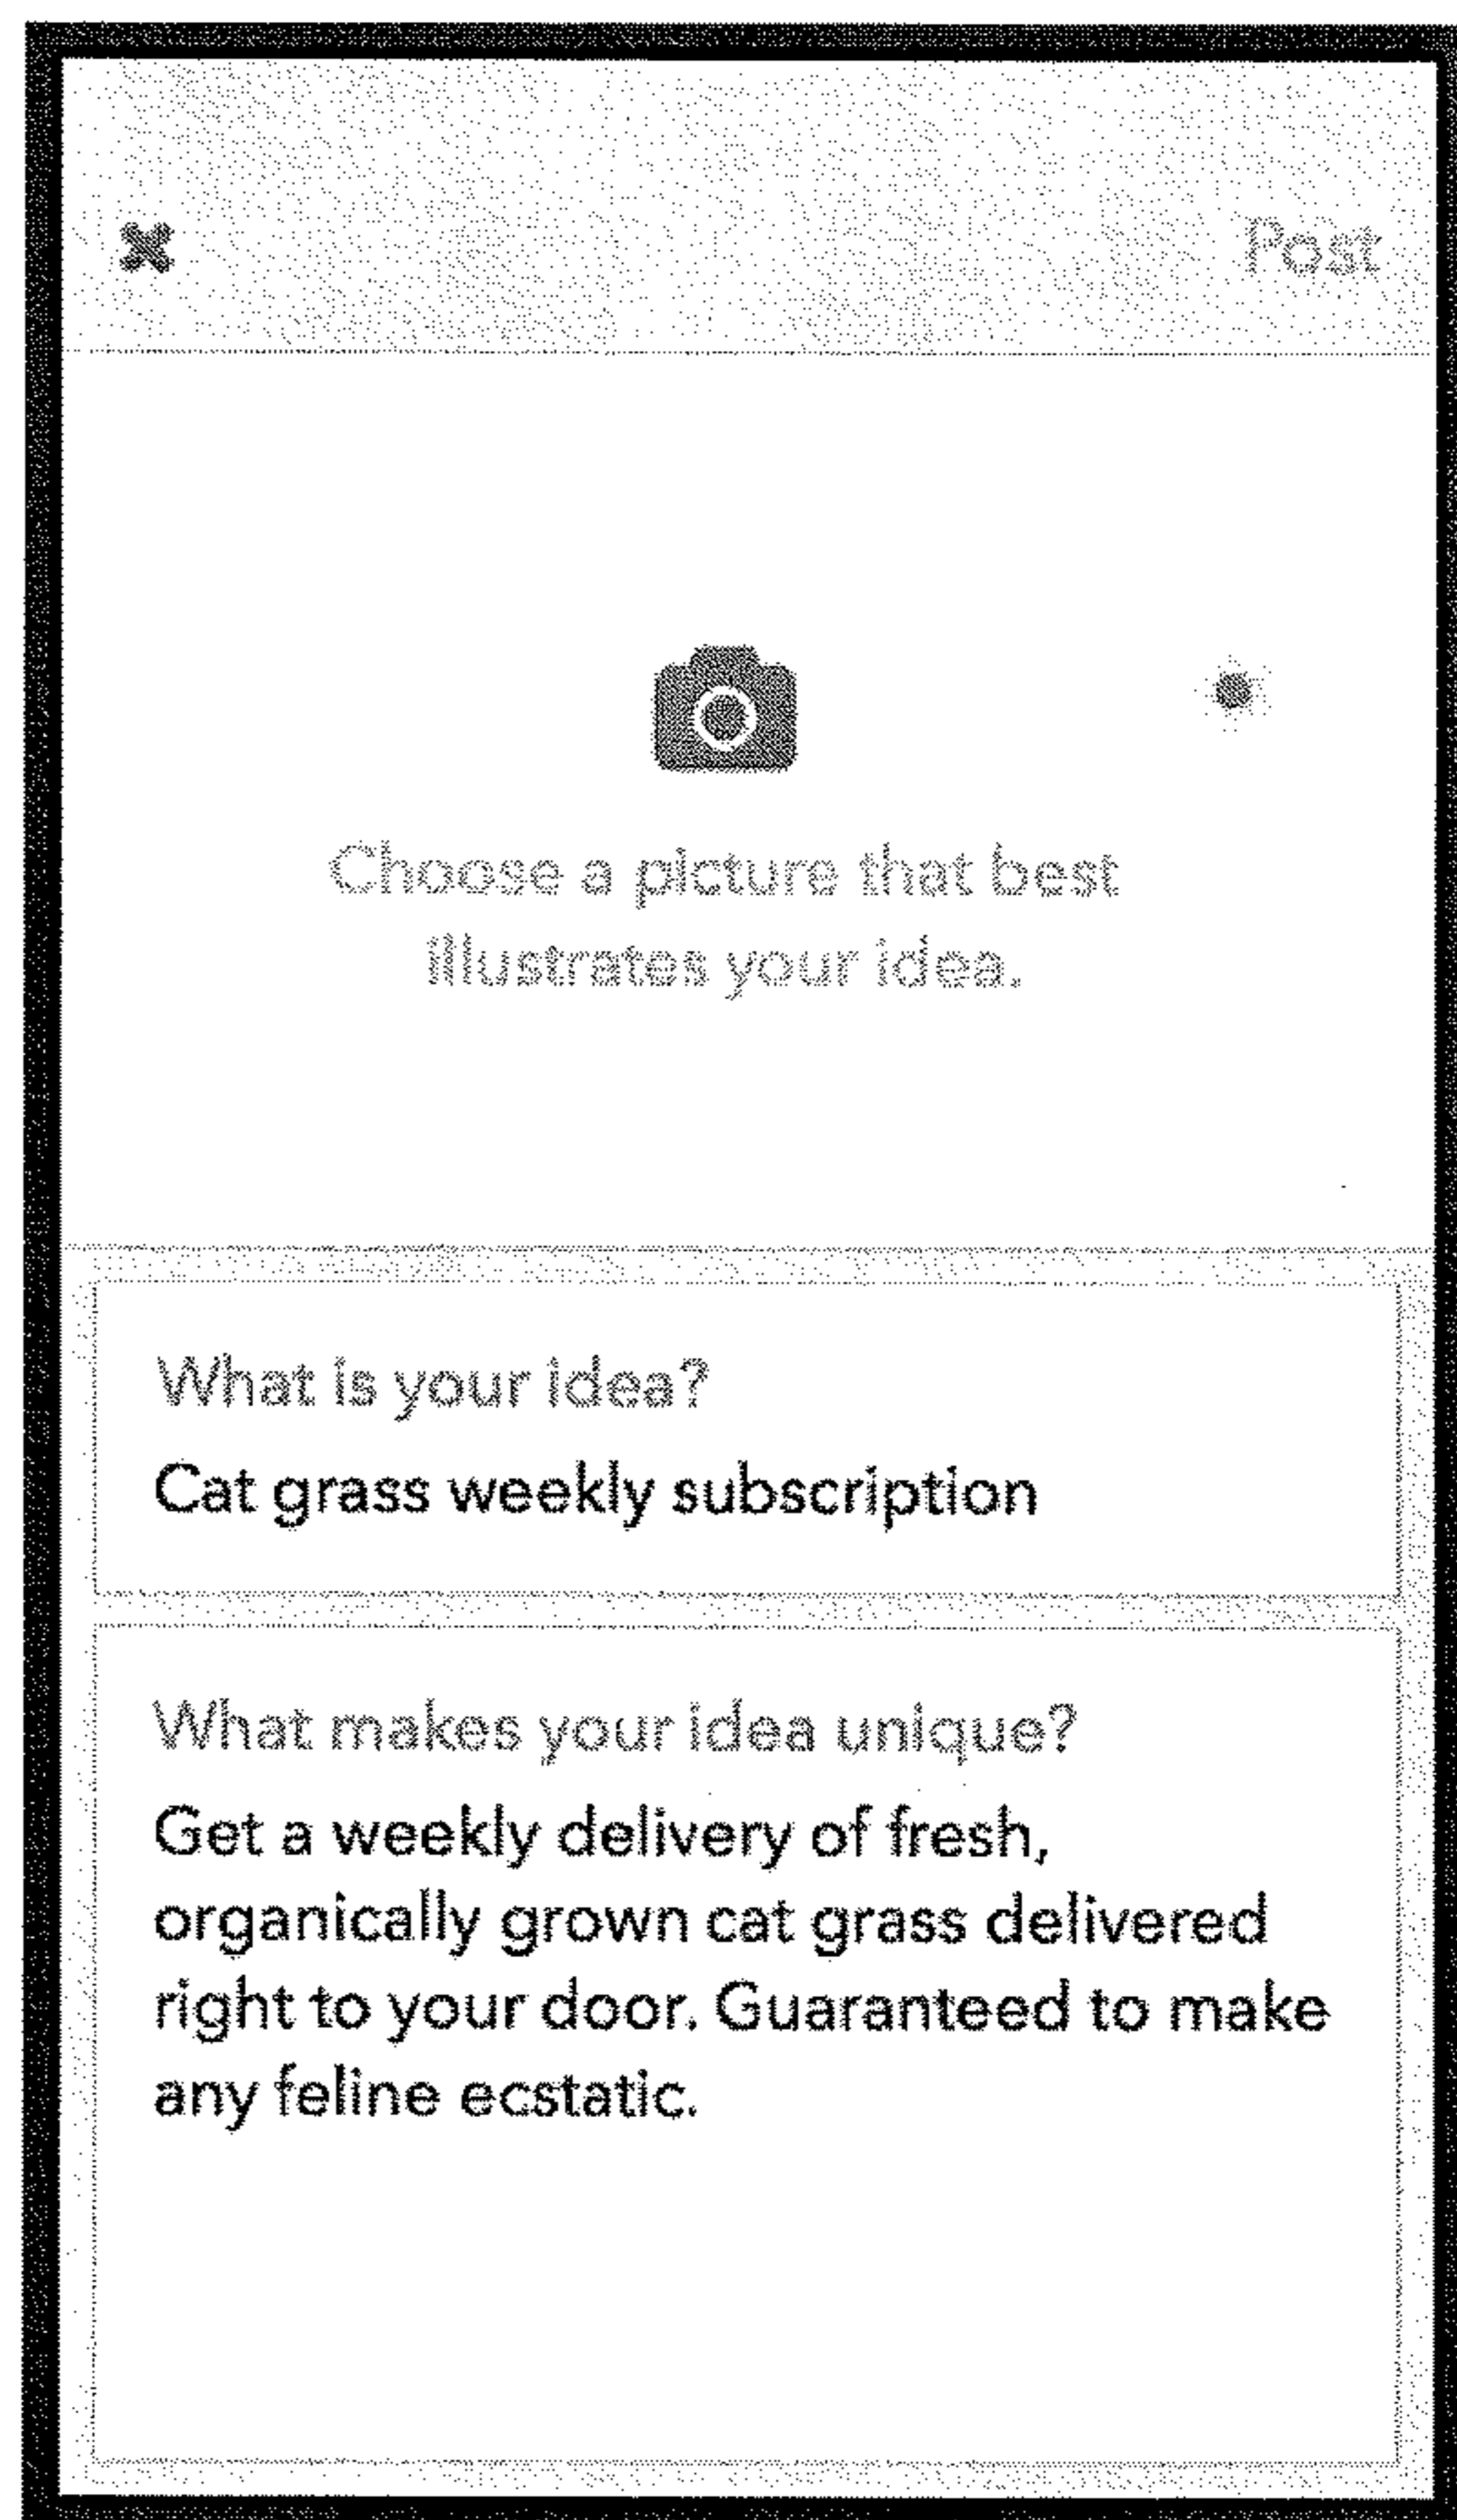 Post
Choose a picture that best
illustrates your idea.
What is your idea?
Cat grass weekly subscription
What makes your idea unique?
Get a weekly delivery of fresh,
organically grown cat grass delivered
right to your door. Guaranteed to make
any feline ecstatic.